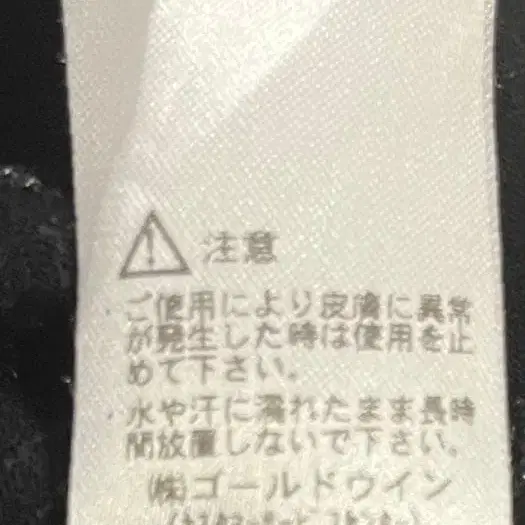 注意
ご使用により皮膚に異常
が発生した時は使用を止
めて下さい。
水や汗に濡れたまま長時
間放置しないで下さい。
(株)ゴールドウイン